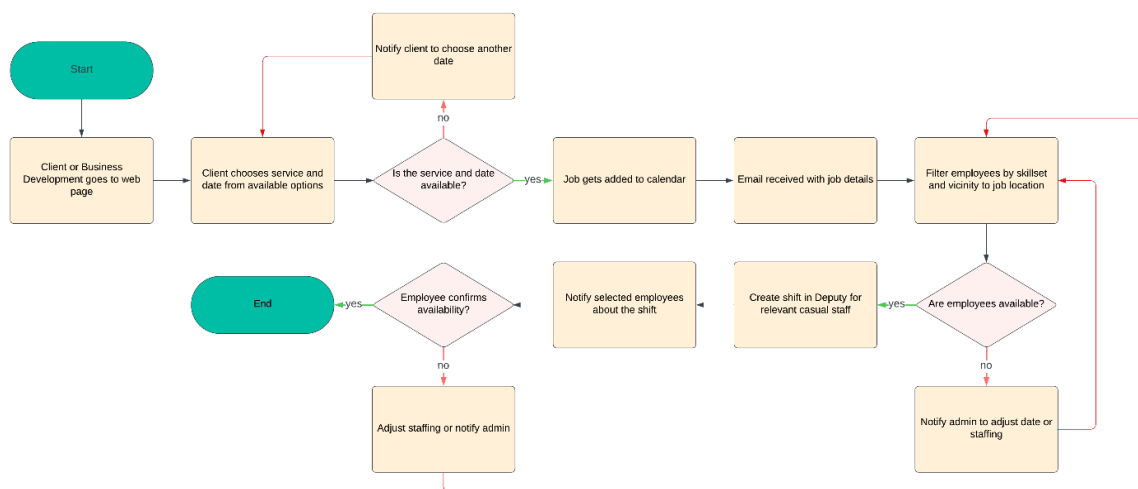 Notify client to choose another
date
Start
no
Client or Business
Development goes to web
page
Client chooses service and
date from available options
Is the service and date
available?
yes
Job gets added to calendar
Email received with job details
Filter employees by skillset
and vicinity to job location
End
yes
Employee confirms
availability?
Notify selected employees
about the shift
Create shift in Deputy for
relevant casual staff
yes
Are employees available?
no
no
Adjust staffing or notify admin
Notify admin to adjust date or
staffing